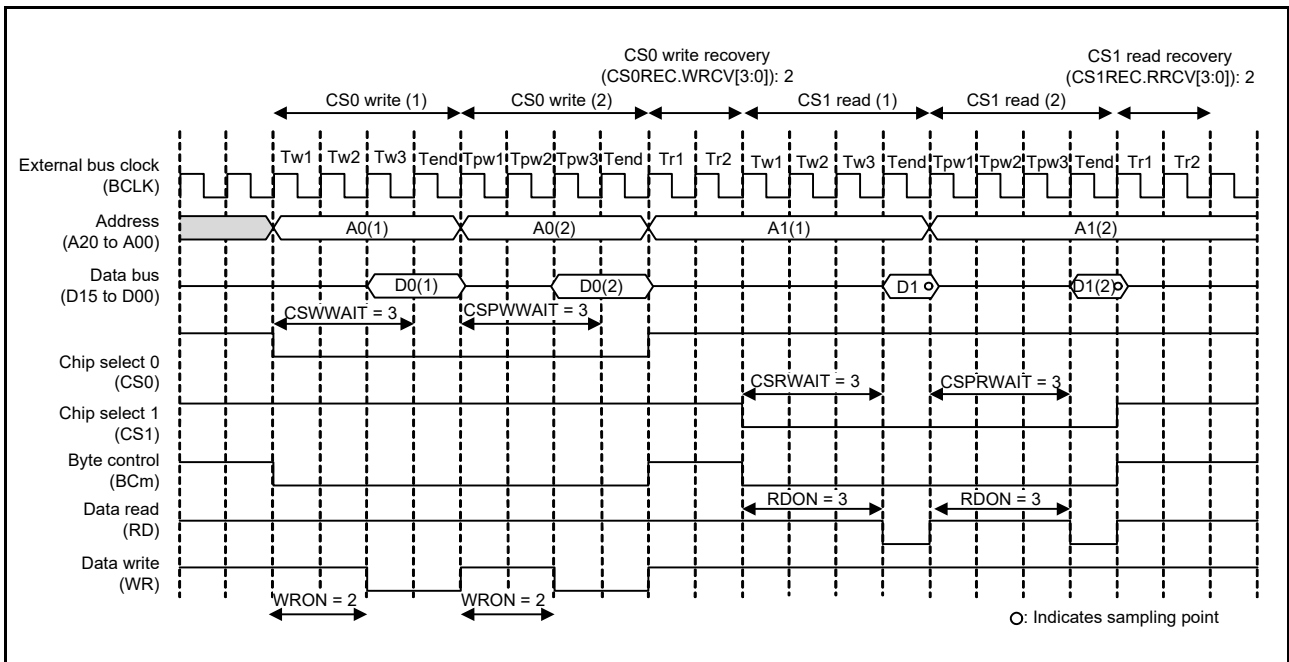 CS0 write recovery
(CS0REC.WRCV[3:0]): 2
CS1 read recovery
(CS1REC.RRCV[3:0]): 2
CS0 write (1)
CS0 write (2)
CS1 read (1)
CS1 read (2)
Tw1 Tw2 Tw3 Tend Tpw1 Tpw2 Tpw3 Tend Tr1 Tr2 Tw1 Tw2 Tw3 Tend Tpw1 Tpw2 Tpw3 Tend Tr1 Tr2
External bus clock
(BCLK)
Address
(A20 to A00)
A0(1) A0(2) A1(1) A1(2)
Data bus
(D15 to D00)
D0(1) D0(2) D1 D1(2)
CSWWAIT = 3 CSPWWAIT = 3
Chip select 0
(CS0)
CSRWAIT = 3 CSPRWAIT = 3
Chip select 1
(CS1)
Byte control
(BCm)
RDON = 3 RDON = 3
Data read
(RD)
Data write
(WR)
WRON = 2 WRON = 2
O: Indicates sampling point